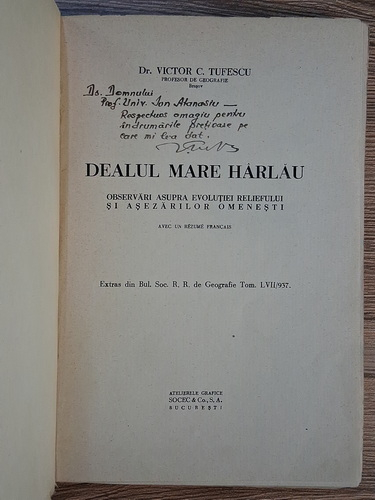 Dr. VICTOR C. TUFESCU
PROFESOR DE GEOGRAFIE
Brașov
Ds. Domnului
Prof. Univ. Ion Atanasiu —
Respectuos omagiu pentru
îndrumările prețioase pe
care mi le-a dat.
DEALUL MARE HÂRLĂU
OBSERVĂRI ASUPRA EVOLUȚIEI RELIEFULUI
ȘI AȘEZĂRILOR OMENEȘTI
AVEC UN RÉZUMÉ FRANÇAIS
Extras din Bul. Soc. R. R. de Geografie Tom. LVII/937.
ATELIERELE GRAFICE
SOCEC & Co., S. A.
BUCUREȘTI